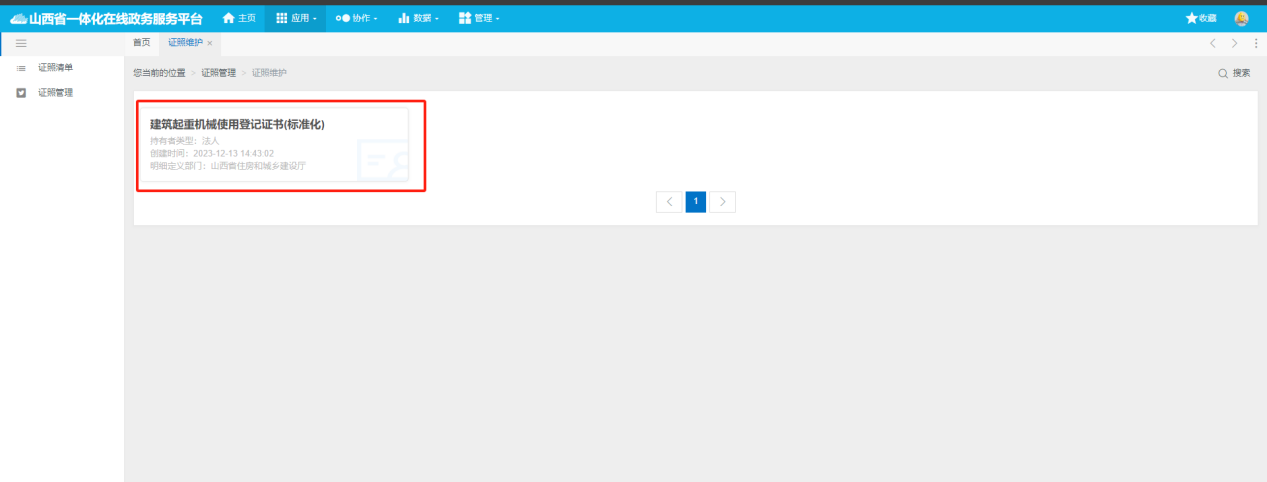 山西省一体化在线政务服务平台 主页 应用 协作 数据 管理 收藏
首页 证照维护 ×
证照清单
证照管理
您当前的位置 > 证照管理 > 证照维护 搜索
建筑起重机械使用登记证书(标准化)
持有者类型：法人
创建时间：2023-12-13 14:43:02
明细定义部门：山西省住房和城乡建设厅
< 1 >